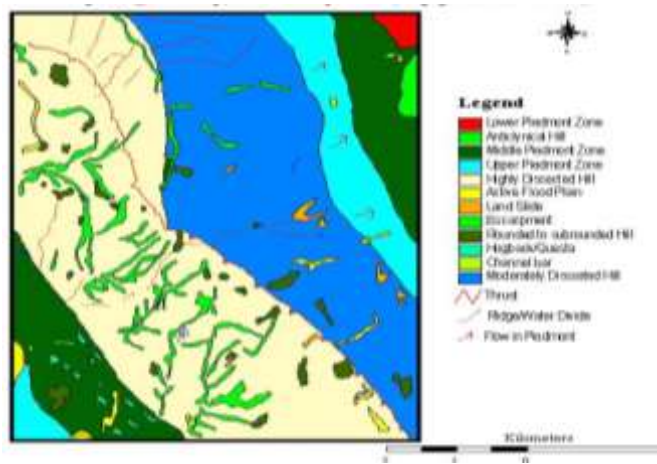 Legend
Lower Piedmont Zone
Anticlynical Hill
Middle Piedmont Zone
Upper Piedmont Zone
Highly Dissected Hill
Active Flood Plain
Land Slide
Escarpment
Rounded to subrounded Hill
Hogback/Questa
Channel bar
Moderately Dissected Hill
Thrust
Ridge/Water Divide
Flow in Piedmont
Kilometers